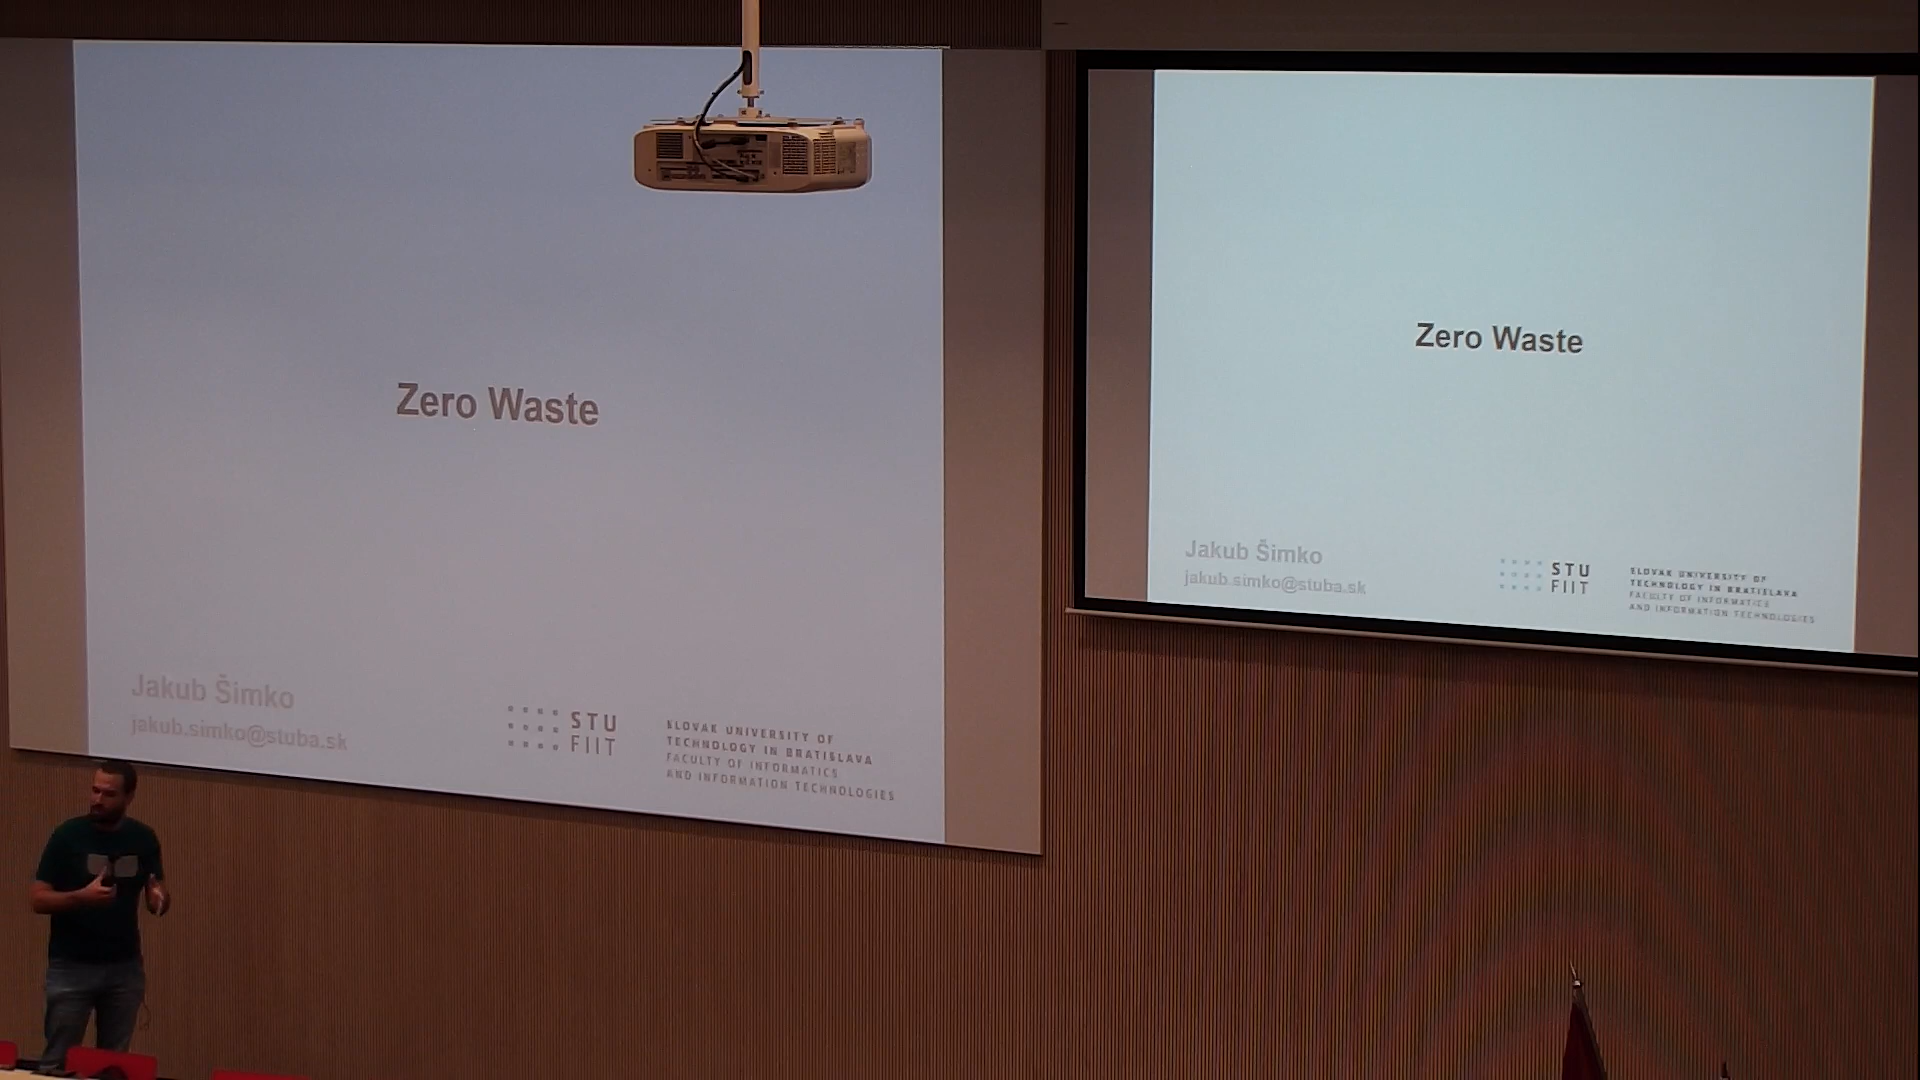 Zero Waste
Jakub Šimko
jakub.simko@stuba.sk
STU
FIIT
SLOVAK UNIVERSITY OF
TECHNOLOGY IN BRATISLAVA
FACULTY OF INFORMATICS
AND INFORMATION TECHNOLOGIES
Zero Waste
Jakub Šimko
jakub.simko@stuba.sk
STU
FIIT
SLOVAK UNIVERSITY OF
TECHNOLOGY IN BRATISLAVA
FACULTY OF INFORMATICS
AND INFORMATION TECHNOLOGIES